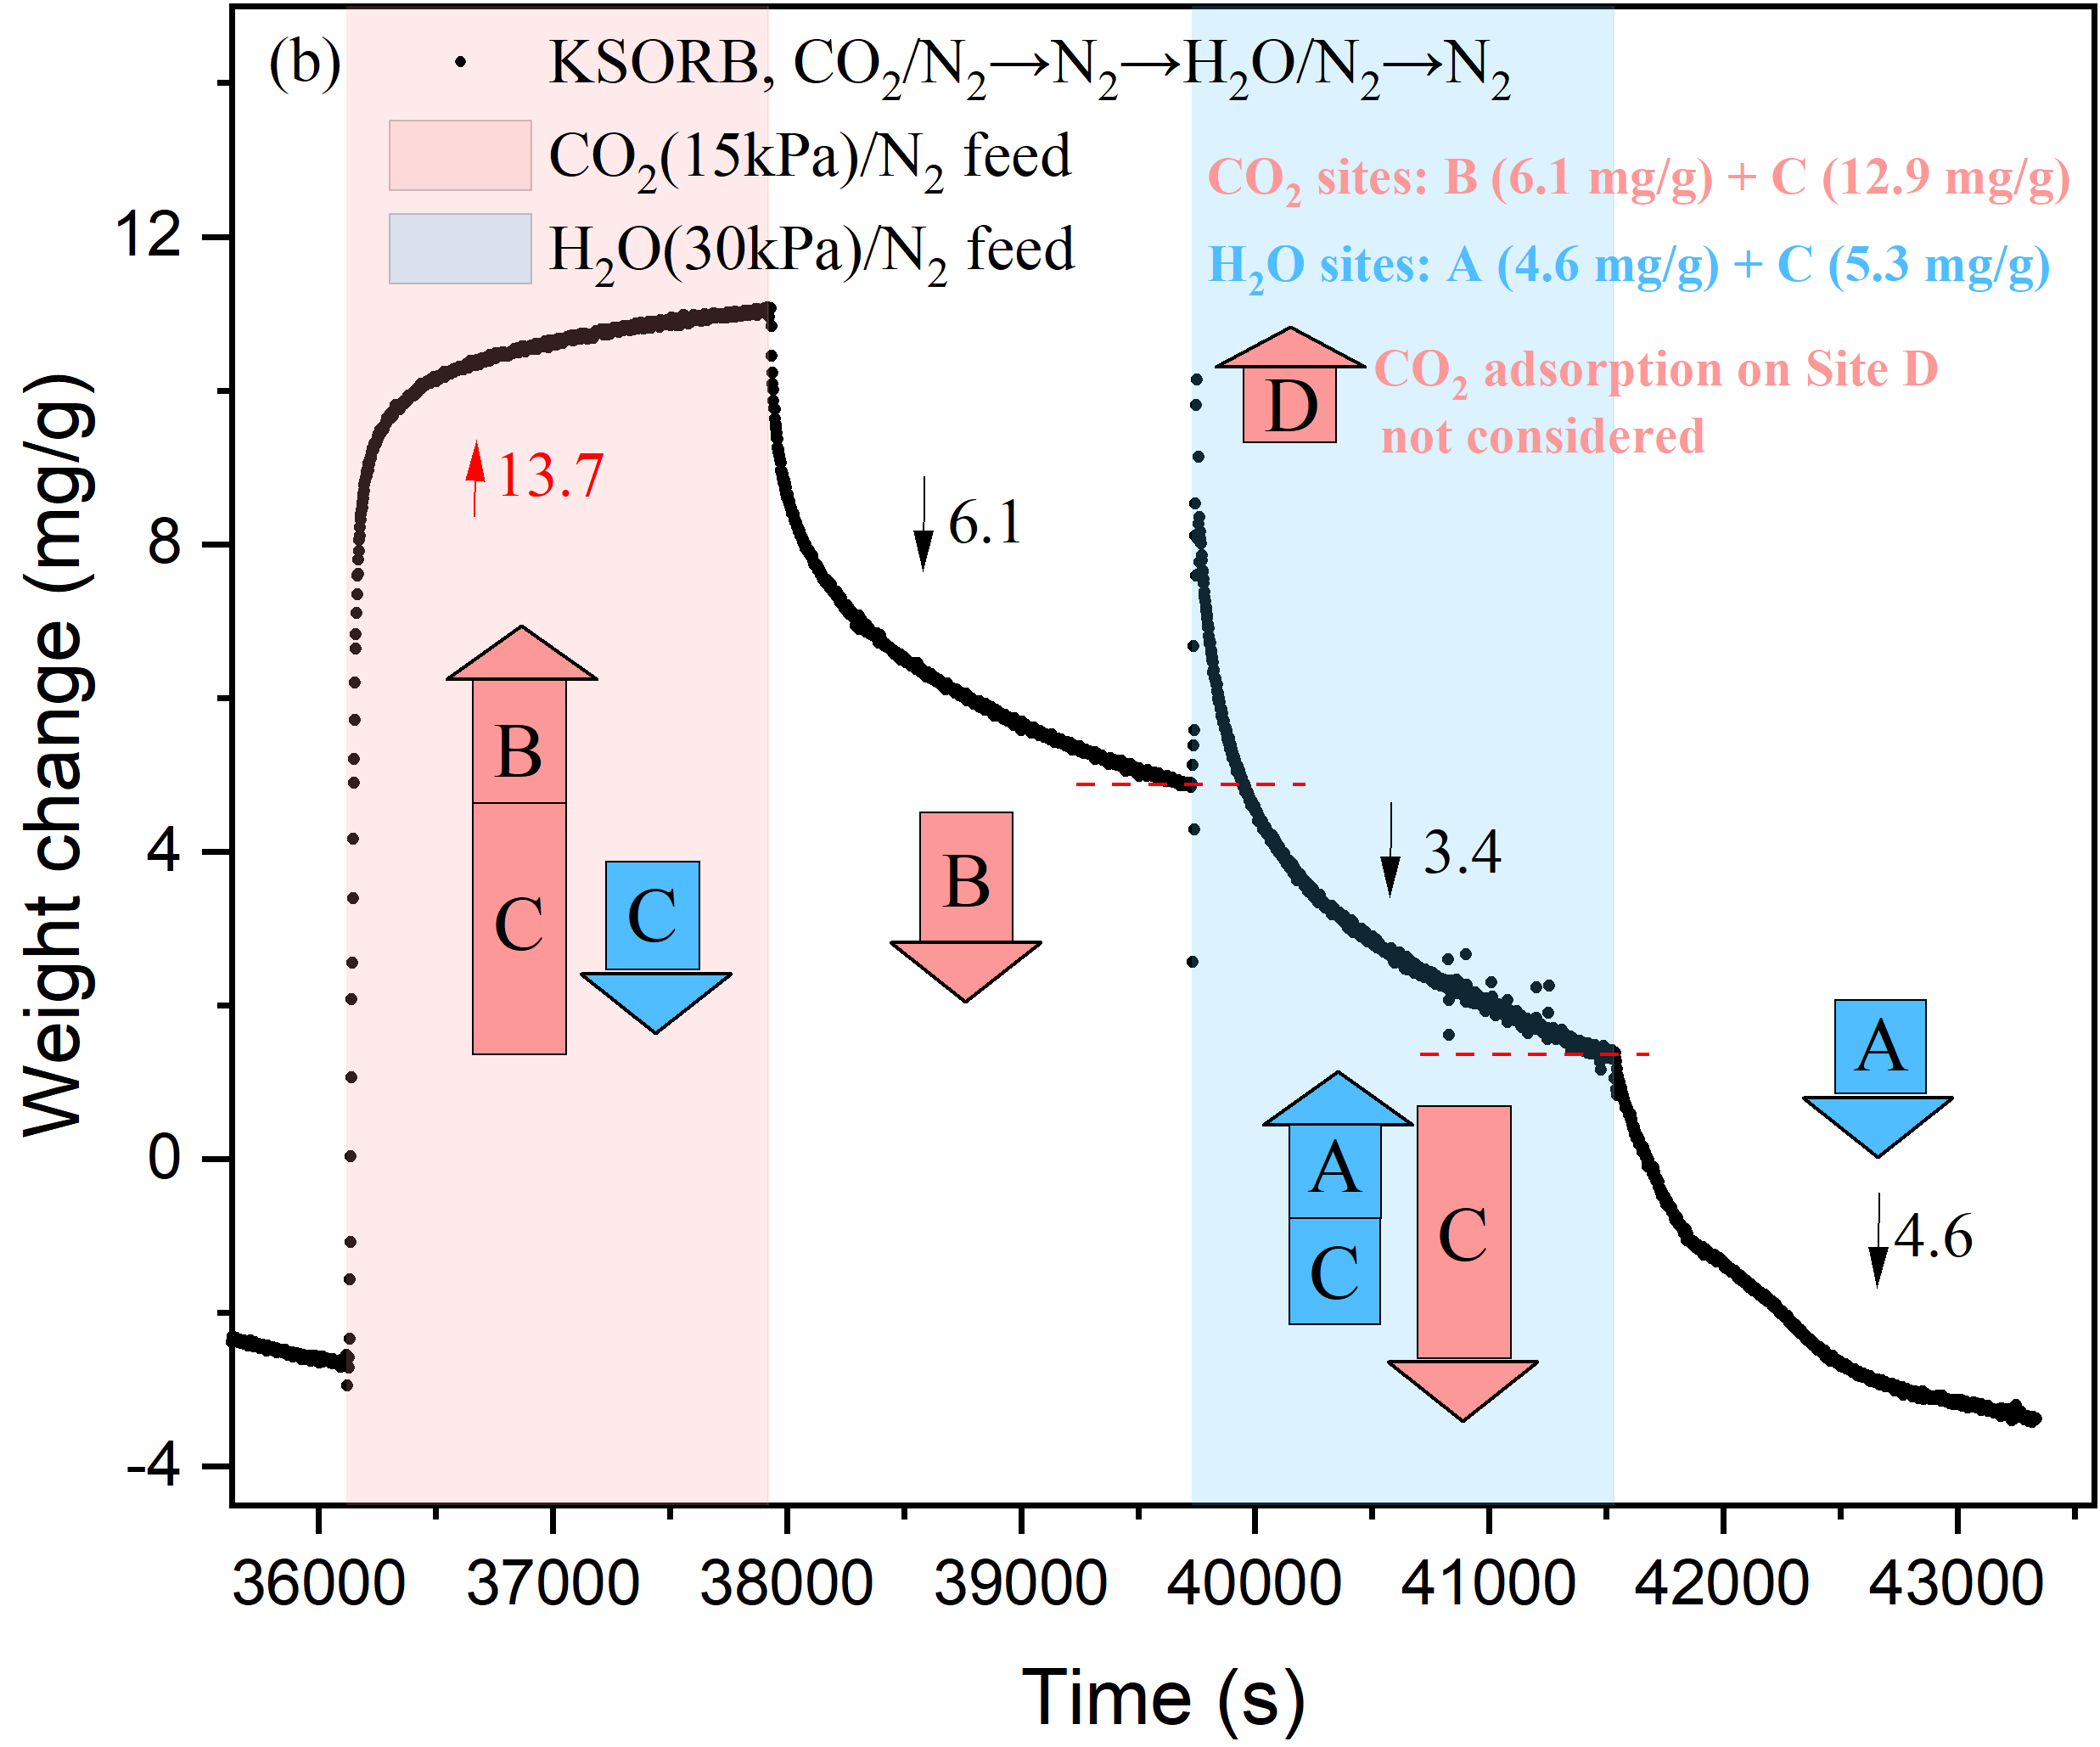 (b) KSORB, CO₂/N₂→N₂→H₂O/N₂→N₂
CO₂(15kPa)/N₂ feed
H₂O(30kPa)/N₂ feed
CO₂ sites: B (6.1 mg/g) + C (12.9 mg/g)
H₂O sites: A (4.6 mg/g) + C (5.3 mg/g)
D
CO₂ adsorption on Site D
not considered
13.7
6.1
3.4
4.6
B
C
C
B
A
C
C
A
Weight change (mg/g)
12
8
4
0
-4
36000 37000 38000 39000 40000 41000 42000 43000
Time (s)